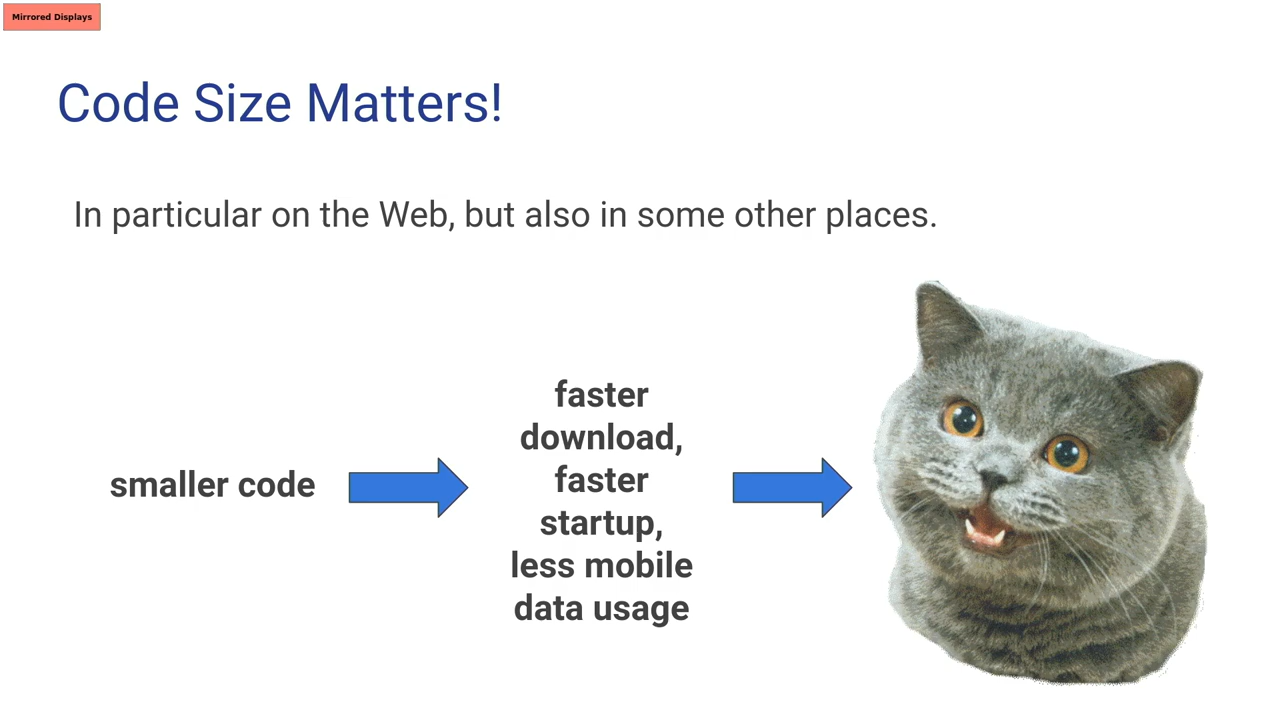 Mirrored Displays
Code Size Matters!
In particular on the Web, but also in some other places.
smaller code
faster
download,
faster
startup,
less mobile
data usage